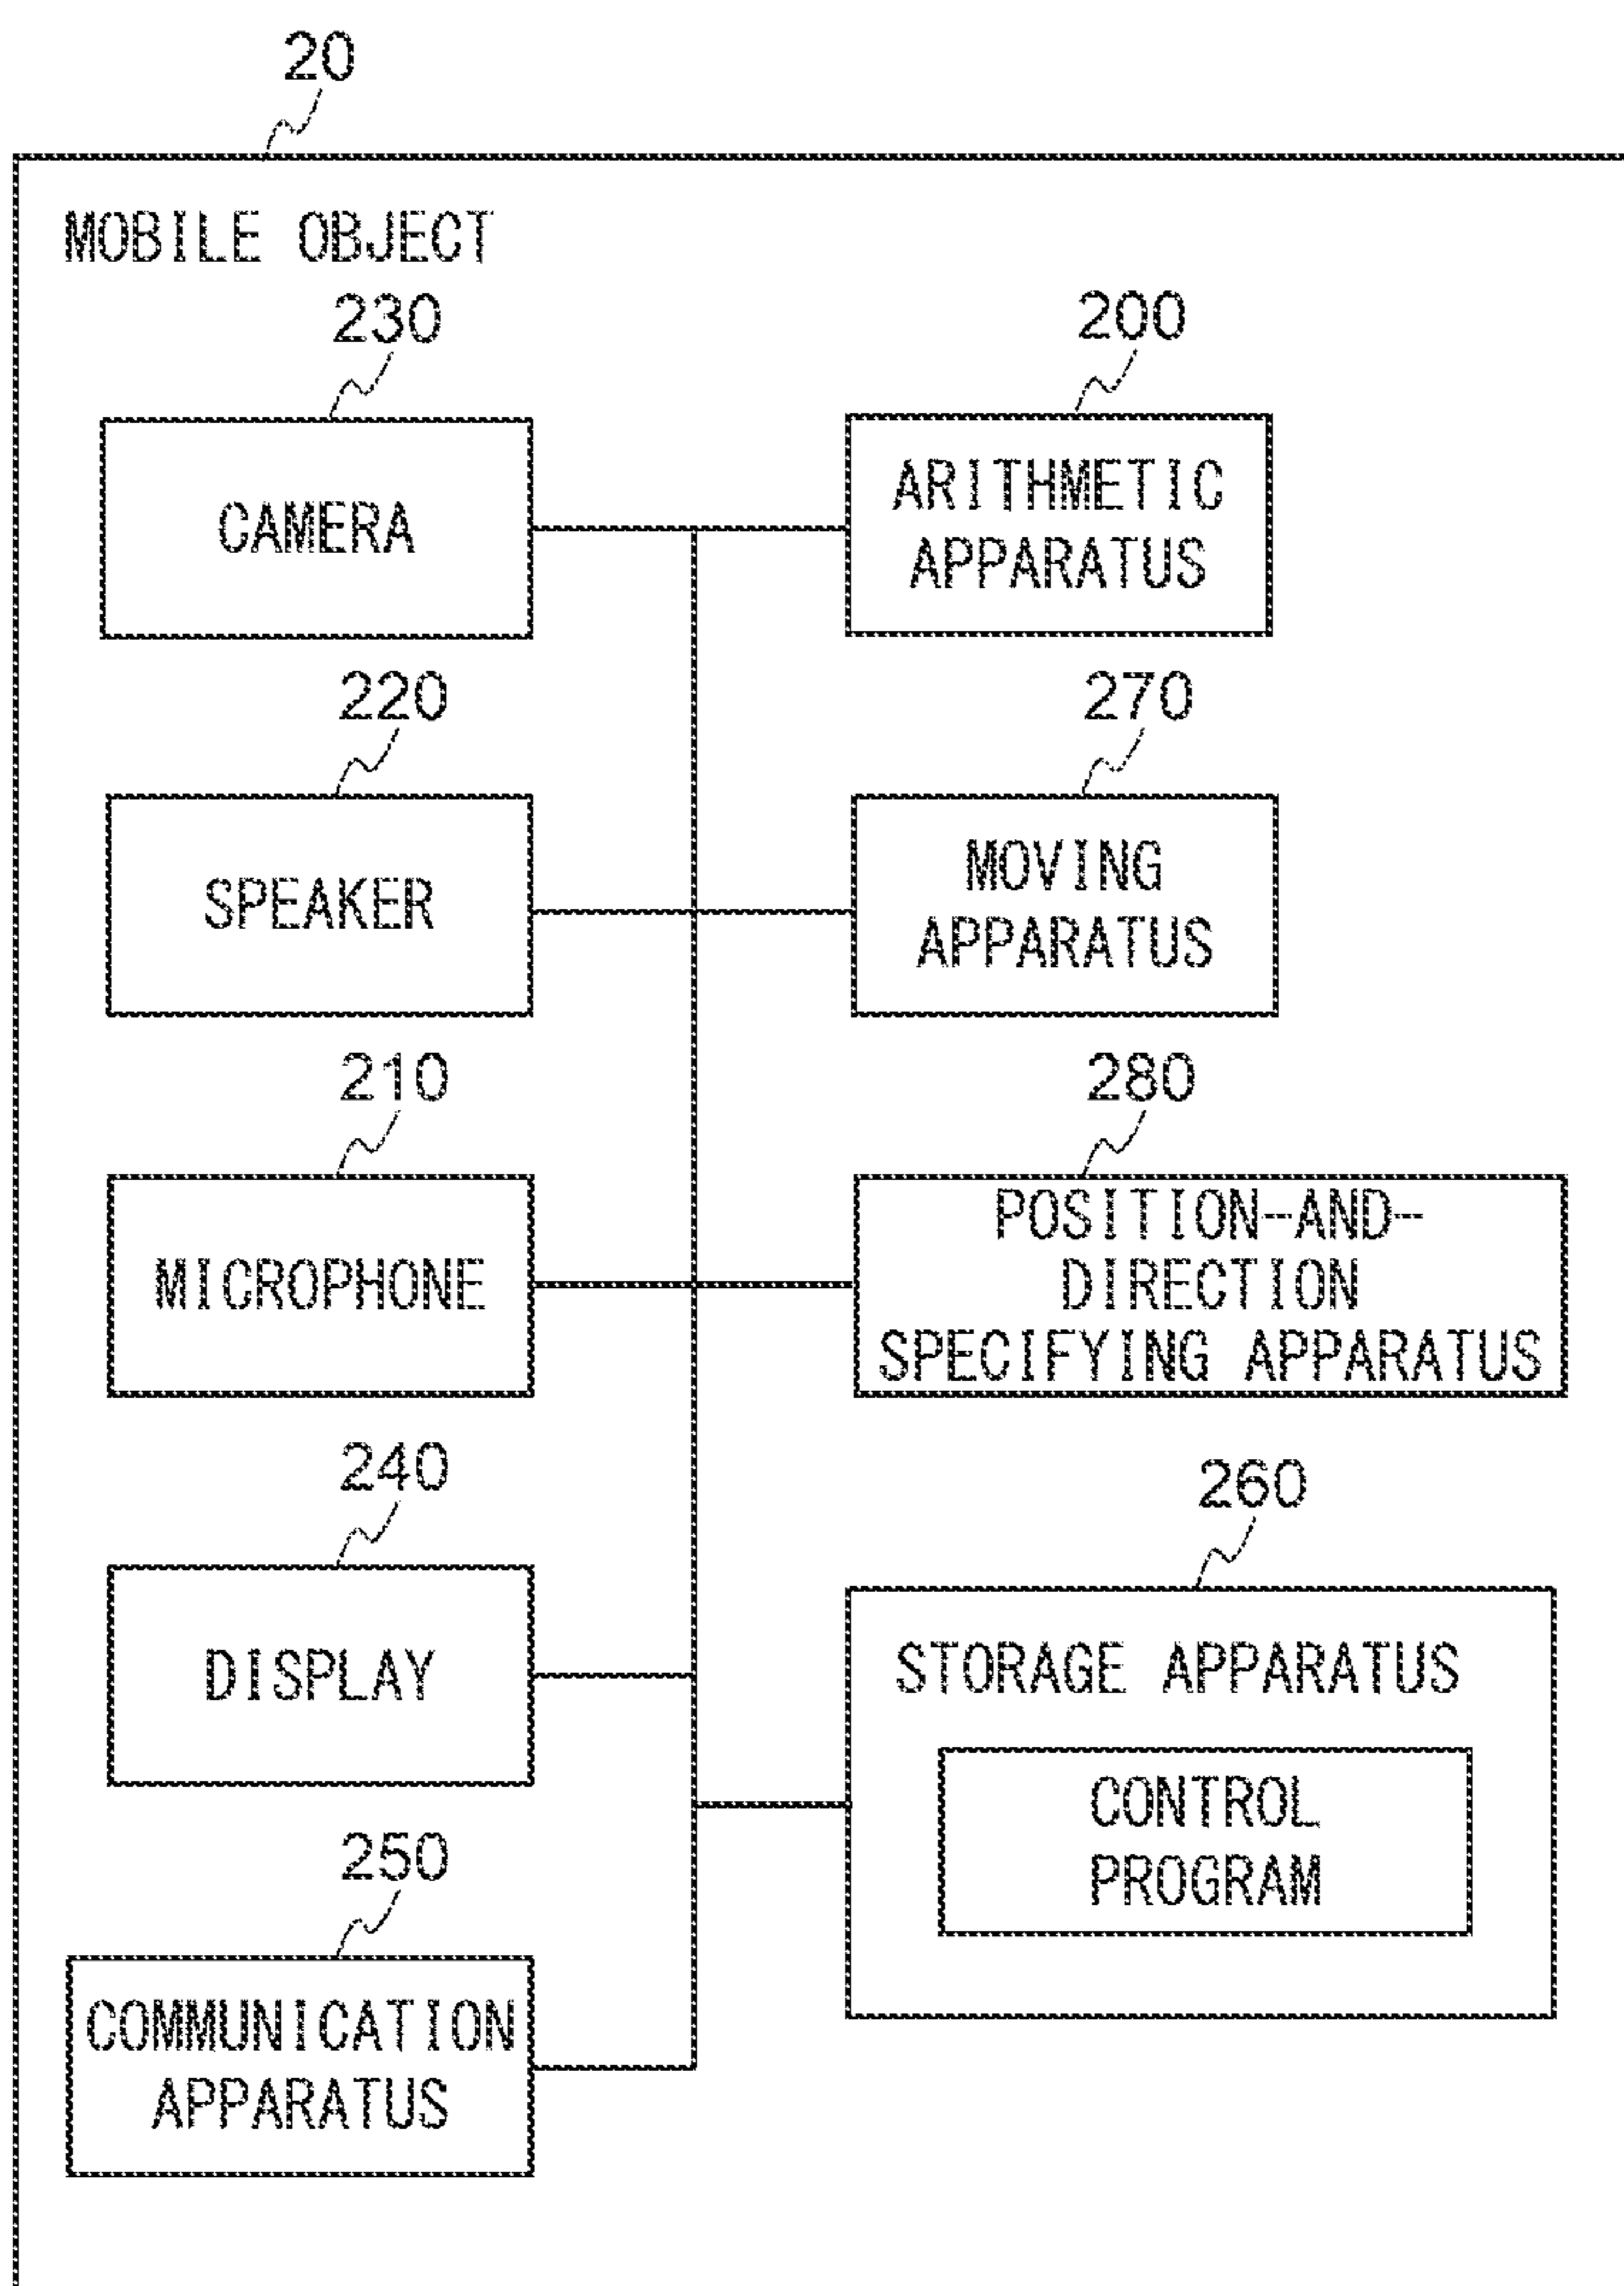 20
MOBILE OBJECT
230
200
CAMERA
ARITHMETIC
APPARATUS
220
270
SPEAKER
MOVING
APPARATUS
210
280
MICROPHONE
POSITION-AND-
DIRECTION
SPECIFYING APPARATUS
240
260
DISPLAY
STORAGE APPARATUS
CONTROL
PROGRAM
250
COMMUNICATION
APPARATUS